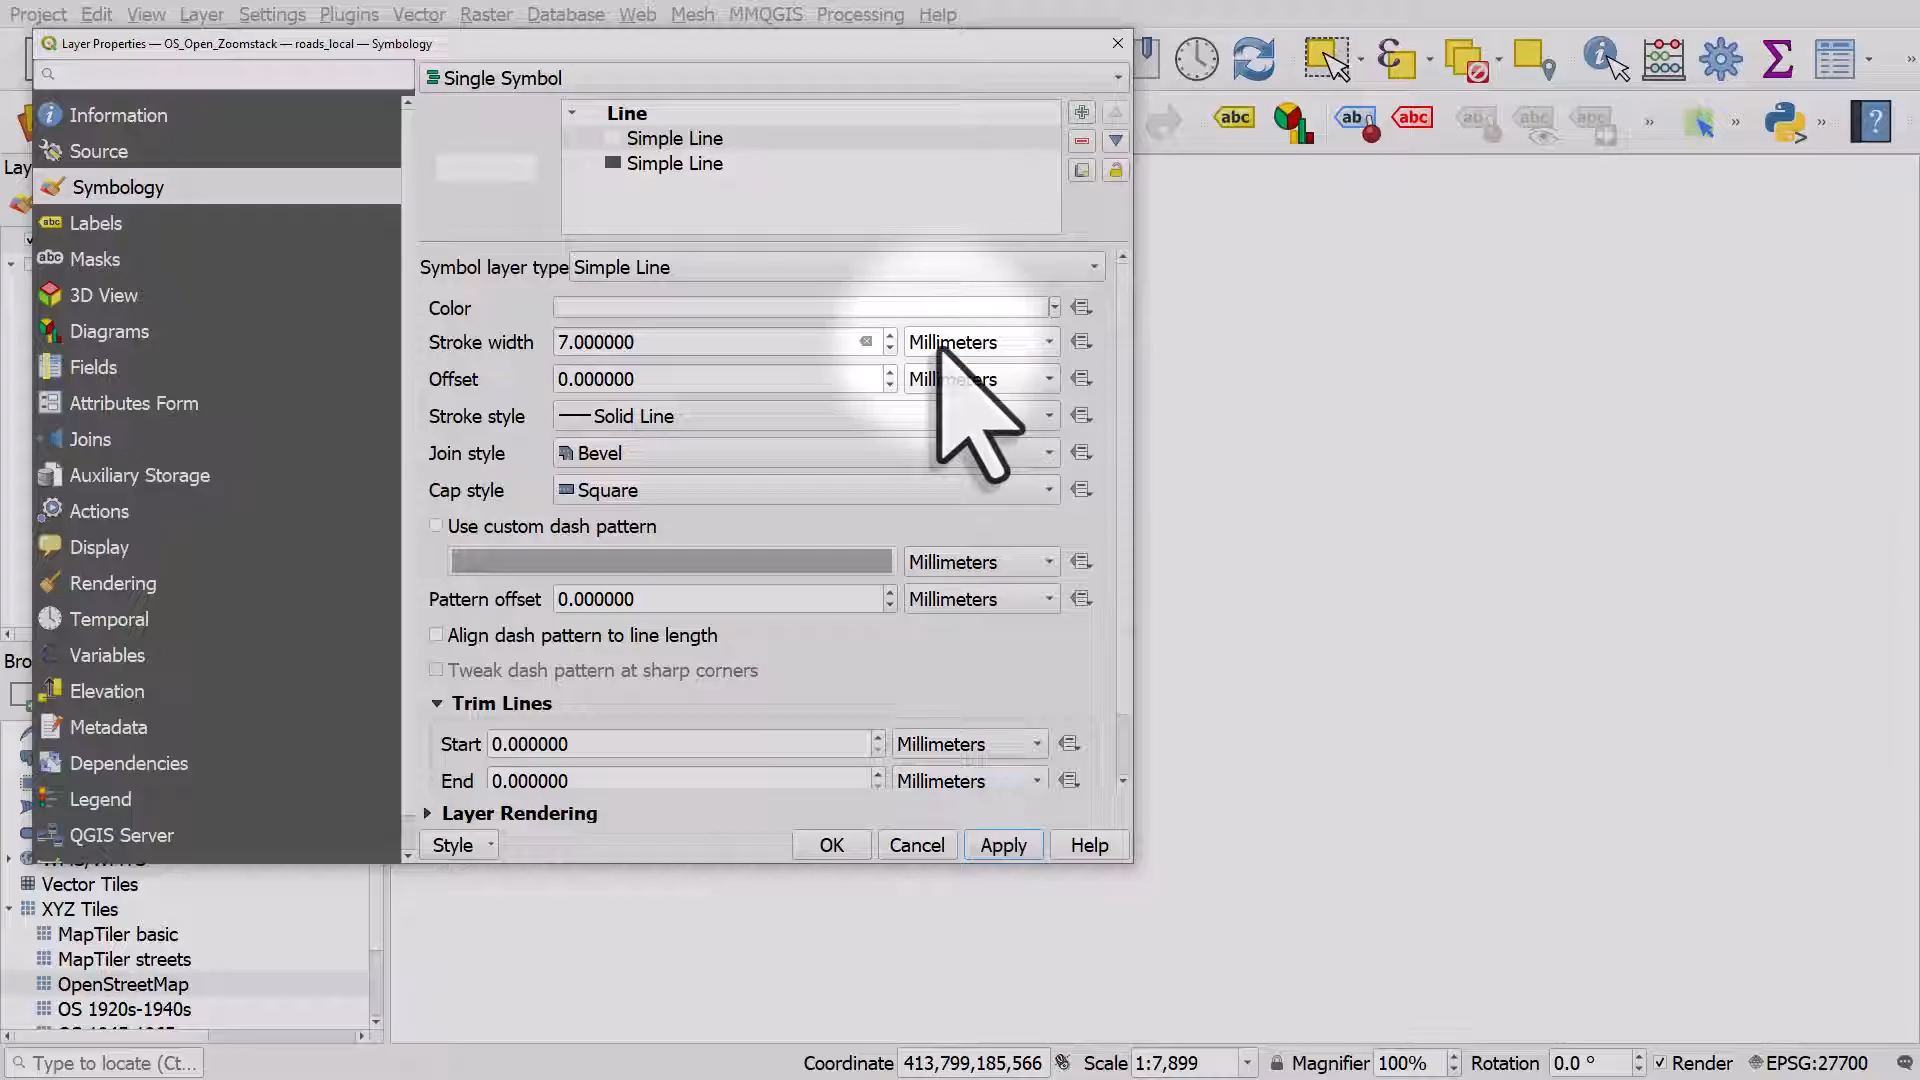 Project Edit View Layer Settings Plugins Vector Raster Database Web Mesh MMQGIS Processing Help
Layer Properties — OS_Open_Zoomstack — roads_local — Symbology
Single Symbol
Information
Source
Symbology
Labels
Masks
3D View
Diagrams
Fields
Attributes Form
Joins
Auxiliary Storage
Actions
Display
Rendering
Temporal
Variables
Elevation
Metadata
Dependencies
Legend
QGIS Server
Line
Simple Line
Simple Line
Symbol layer type Simple Line
Color
Stroke width 7.000000 Millimeters
Offset 0.000000 Millimeters
Stroke style Solid Line
Join style Bevel
Cap style Square
Use custom dash pattern
Millimeters
Pattern offset 0.000000 Millimeters
Align dash pattern to line length
Tweak dash pattern at sharp corners
Trim Lines
Start 0.000000 Millimeters
End 0.000000 Millimeters
Layer Rendering
Style OK Cancel Apply Help
abc abc abc abc abc abc
Lay
Bro
Vector Tiles
XYZ Tiles
MapTiler basic
MapTiler streets
OpenStreetMap
OS 1920s-1940s
Type to locate (Ct...
Coordinate 413,799,185,566 Scale 1:7,899 Magnifier 100% Rotation 0.0 ° Render EPSG:27700